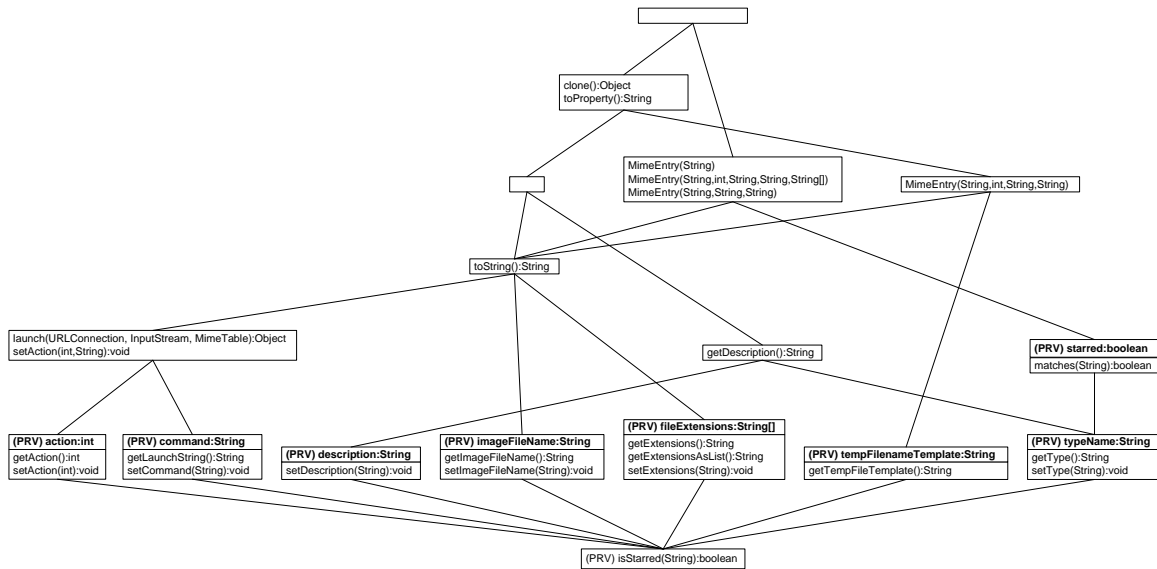 clone():Object
toProperty():String
MimeEntry(String)
MimeEntry(String,int,String,String,String[])
MimeEntry(String,String,String)
MimeEntry(String,int,String,String)
toString():String
launch(URLConnection, InputStream, MimeTable):Object
setAction(int,String):void
getDescription():String
(PRV) starred:boolean
matches(String):boolean
(PRV) action:int
getAction():int
setAction(int):void
(PRV) command:String
getLaunchString():String
setCommand(String):void
(PRV) description:String
setDescription(String):void
(PRV) imageFileName:String
getImageFileName():String
setImageFileName(String):void
(PRV) fileExtensions:String[]
getExtensions():String
getExtensionsAsList():String
setExtensions(String):void
(PRV) tempFilenameTemplate:String
getTempFileTemplate():String
(PRV) typeName:String
getType():String
setType(String):void
(PRV) isStarred(String):boolean